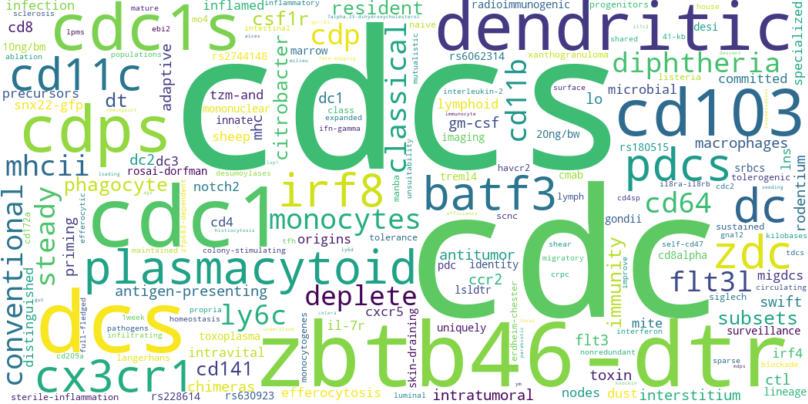 infection
sclerosis
mature
ebi2
inflamed
inflammatory
resident
radioimmunogenic
progenitors
house
cd8
lpms
mo4
csf1r
intestinal
dendritic
naive
desi
shared
41-kb
specialized
10ng/bm
ablation
populations
cdc1s
rs2744148
cdp
rs6062314
xanthogranuloma
diphtheria
listeria
committed
cd11c
adaptive
precursors
snx22-gfp
dt
tzm-and
mononuclear
innate
sheep
mhc
citrobacter
marrow
dc1
class
expanded
ifn-gamma
classical
mutualistic
unsuitability
manba
cd11b
interleukin-2
lymphoid
gm-csf
imaging
20ng/bw
surface
lo
microbial
cd103
macrophages
cdcs
cdps
dc2
dc3
rosai-dorfman
desumoylases
mhcii
phagocyte
notch2
cd4
irf8
trem14
havcr2
batf3
lymph
cmab
pdcs
rs180515
srbcs
tolerogenic
lns
rodentium
conventional
cd172a
steady
priming
efferocytic
cdc1
maintained
monocytes
tfh
origins
tolerance
colony-stimulating
scnc
gondii
cd4sp
il8ra-il8rb
cdc2
cd64
dc
sustained
gna12
kilobases
tdcs
self-cd47
cd8alpha
plasmacytoid
ly6d
antitumor
pdc
identity
ccr2
lsldtr
cdc
shear
migratory
crpc
immunity
improve
zdc
flt3l
migdcs
circulating
siglech
swift
subsets
surveillance
distinguished
antigen-presenting
deplete
cxcr5
il-7r
uniquely
erdheim-chester
mite
interferon
flt3
nonredundant
dcs
full-fledged
1week
pathogens
infiltrating
propria
homeostasis
ly6c
toxoplasma
langerhans
cd209a
intravital
monocytogenes
skin-draining
zbtb46-dtr
sparse
mdps
irf4
blockade
cx3cr1
cd141
chimeras
toxin
ctl
lineage
sterile-inflammation
rs228614
rs630923
efferocytosis
luminal
intratumoral
nodes
dust
interstitium